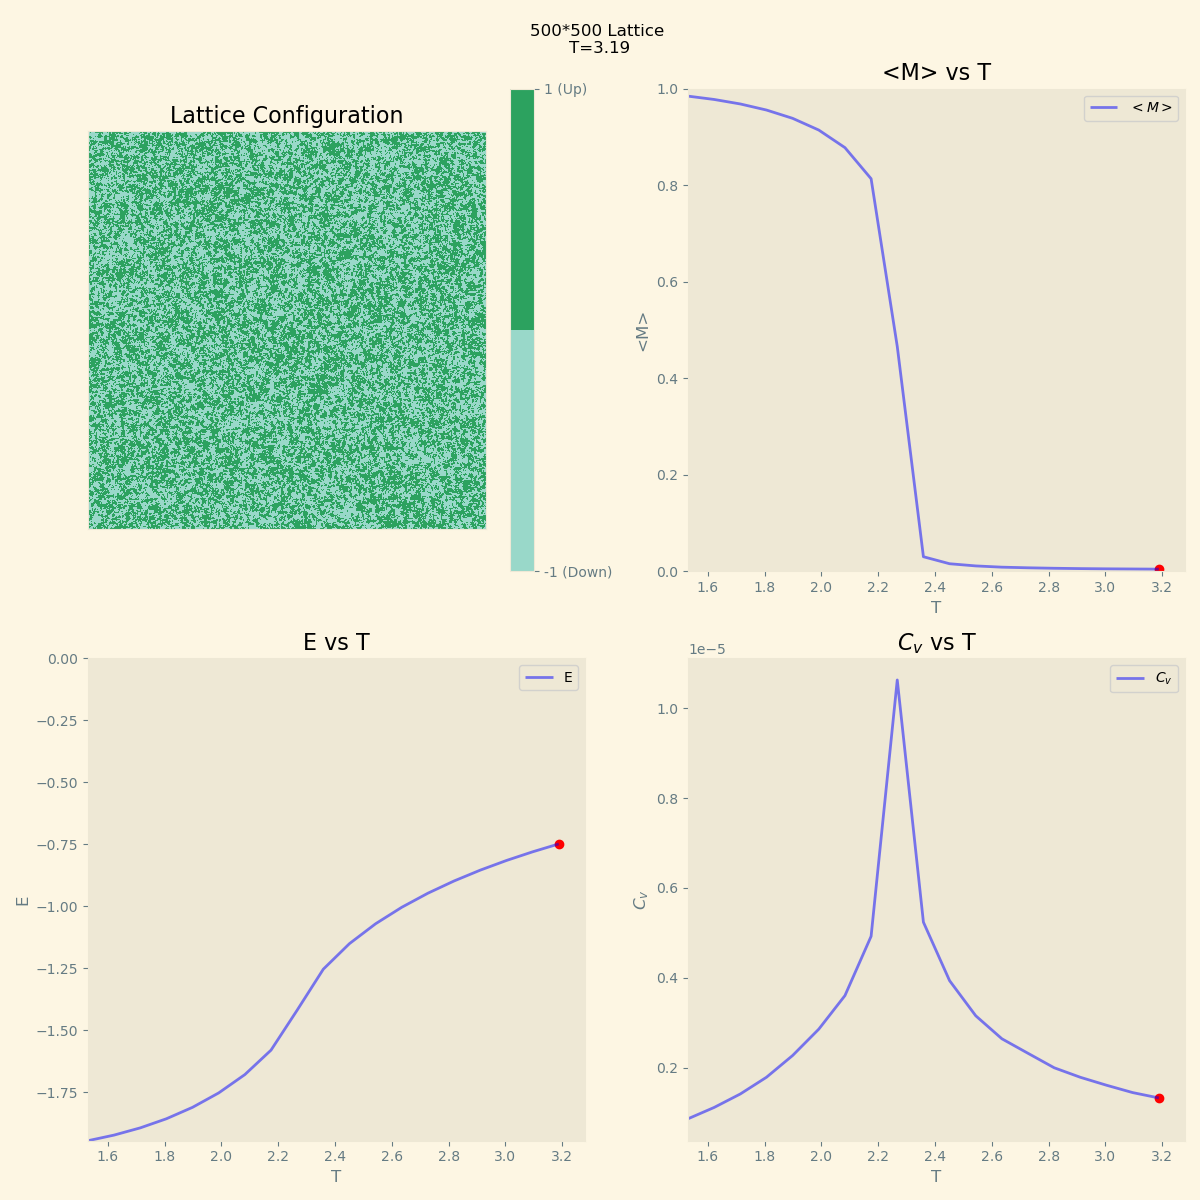 500*500 Lattice
T=3.19
Lattice Configuration
1 (Up)
-1 (Down)
<M> vs T
<M>
1.0
0.8
0.6
0.4
0.2
0.0
<M>
1.6 1.8 2.0 2.2 2.4 2.6 2.8 3.0 3.2
T
E vs T
E
0.00
−0.25
−0.50
−0.75
−1.00
−1.25
−1.50
−1.75
E
1.6 1.8 2.0 2.2 2.4 2.6 2.8 3.0 3.2
T
Cv vs T
1e−5
Cv
1.0
0.8
0.6
0.4
0.2
Cv
1.6 1.8 2.0 2.2 2.4 2.6 2.8 3.0 3.2
T